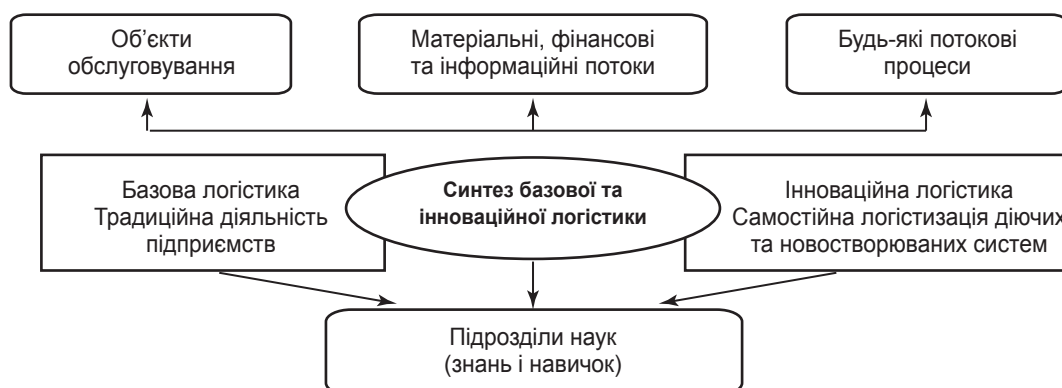 Об’єкти
обслуговування
Матеріальні, фінансові
та інформаційні потоки
Будь-які потокові
процеси
Базова логістика
Традиційна діяльність
підприємств
Синтез базової та
інноваційної логістики
Інноваційна логістика
Самостійна логістизація діючих
та новостворюваних систем
Підрозділи наук
(знань і навичок)